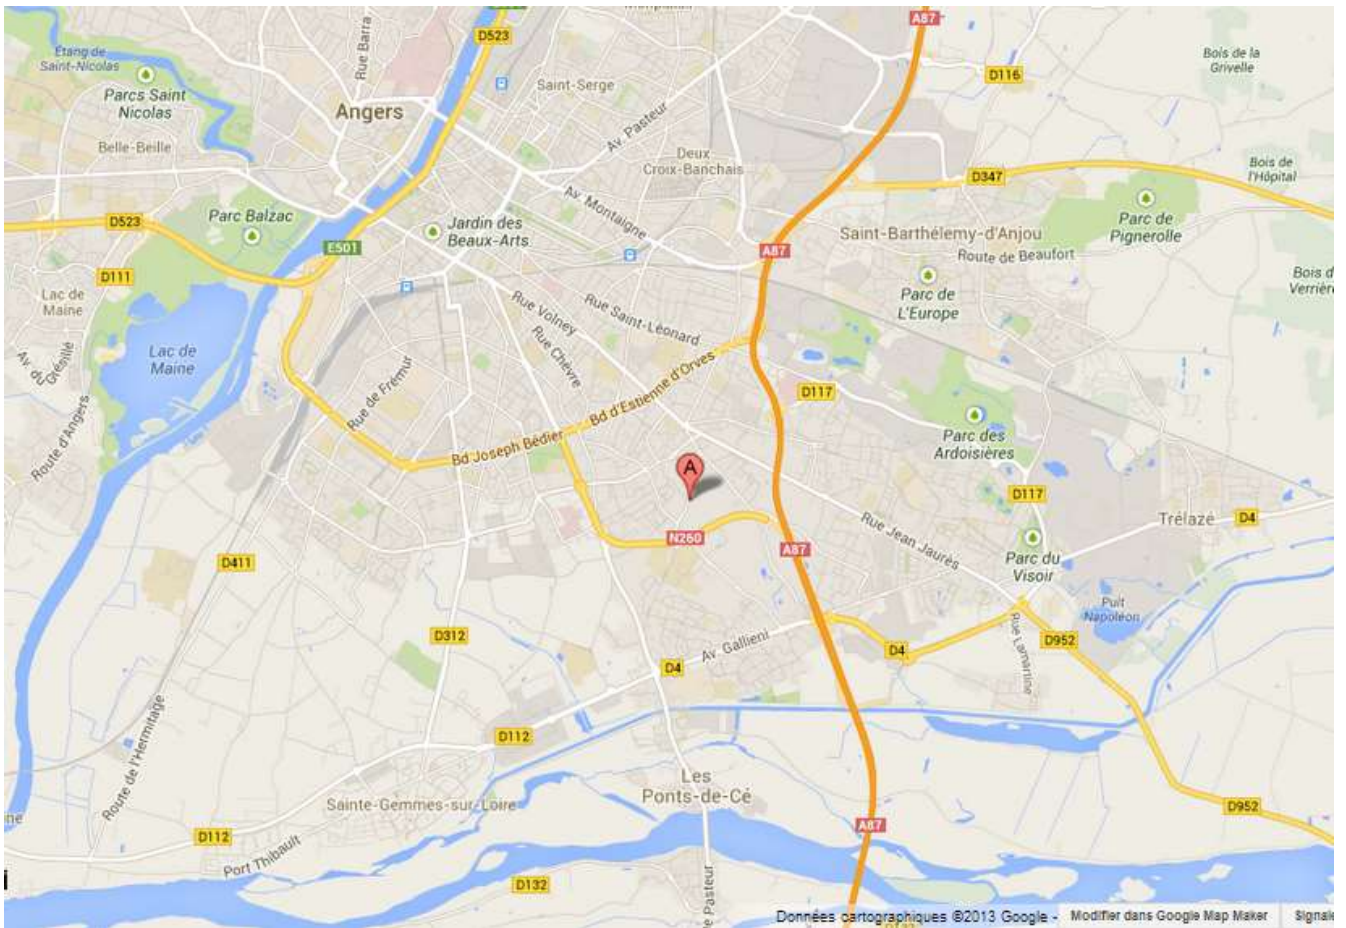 A87
D523
Étang de
Saint-Nicolas
Rue Barra
Bois de la
Grivelle
D116
Saint-Serge
Parcs Saint
Nicolas
Angers
Av. Pasteur
Belle-Beille
Deux
Croix-Banchais
Bois de
l'Hôpital
D347
Av. Montaigne
Parc Balzac
D523
Jardin des
Beaux-Arts
Parc de
Pignerolle
E501
Saint-Barthélemy-d'Anjou
A87
Route de Beaufort
D111
Lac de
Maine
Parc de
L'Europe
Rue Volney
Rue Saint-Léonard
Rue Chèvre
Av. du
Grésillé
Lac de
Maine
Rue de Frémur
Bd d'Estienne d'Orves
D117
Route d'Angers
Bd Joseph Bédier
Parc des
Ardoisières
A
D117
Trélazé
D4
Rue Jean Jaurès
N260
A87
D411
Parc du
Visoir
Puit
Napoléon
D312
Av. Gallieni
D4
D4
Rue Lamartine
D952
D112
Route de l'Hermitage
Les
Ponts-de-Cé
Sainte-Gemmes-sur-Loire
D952
A87
D112
Port Thibault
D132
Pasteur
Données cartographiques ©2013 Google -
Modifier dans Google Map Maker